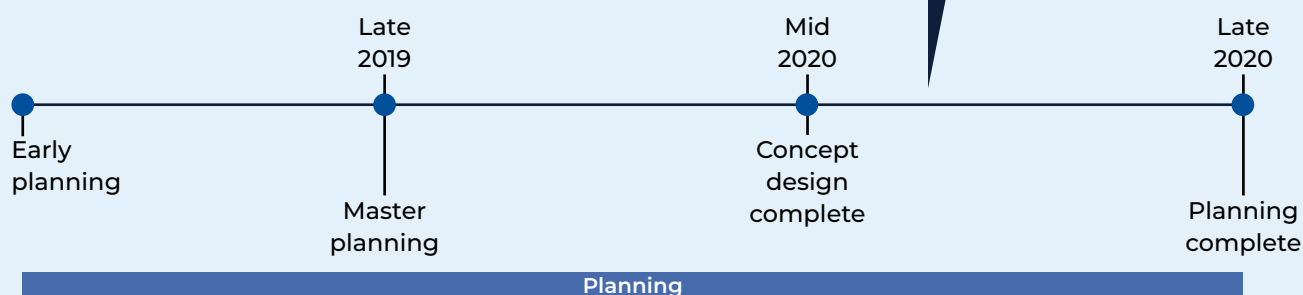 Late
2019
Mid
2020
Late
2020
Early
planning
Master
planning
Concept
design
complete
Planning
complete
Planning